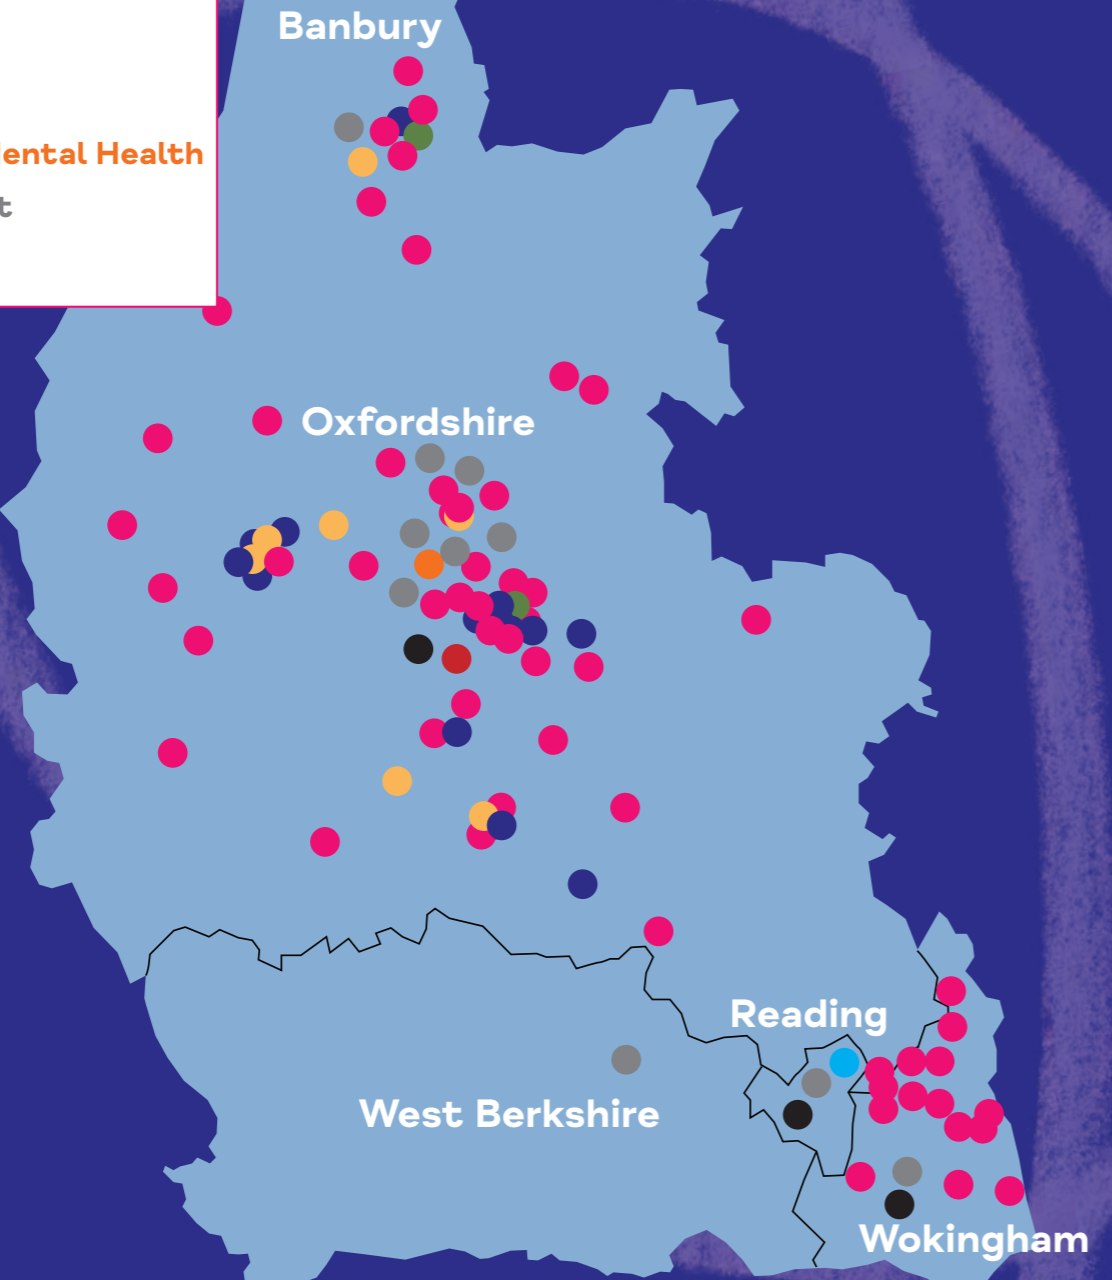 Banbury
ental Health
t
Oxfordshire
Reading
West Berkshire
Wokingham